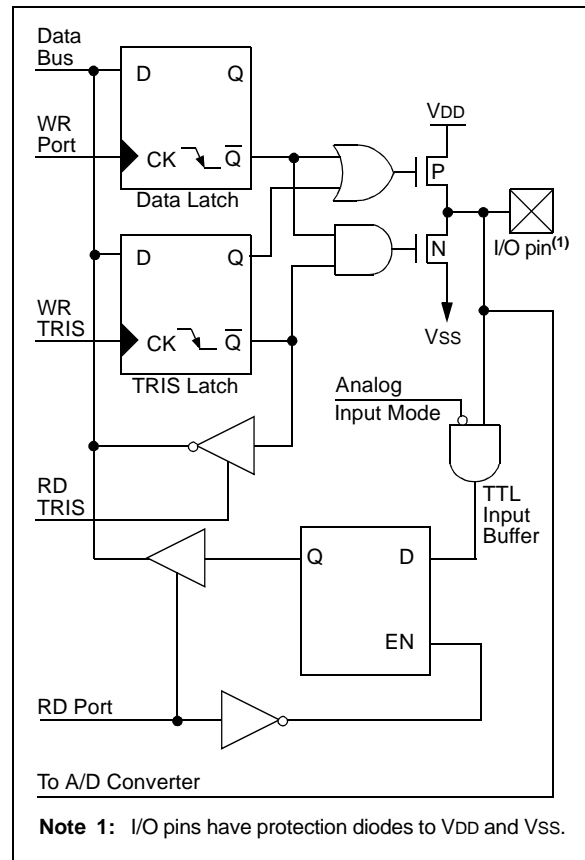 Data
Bus
D
Q
WR
Port
CK
Q
Data Latch
VDD
P
I/O pin(1)
D
Q
N
WR
TRIS
CK
Q
TRIS Latch
VSS
Analog
Input Mode
RD
TRIS
TTL
Input
Buffer
Q
D
EN
RD Port
To A/D Converter
Note 1: I/O pins have protection diodes to VDD and VSS.